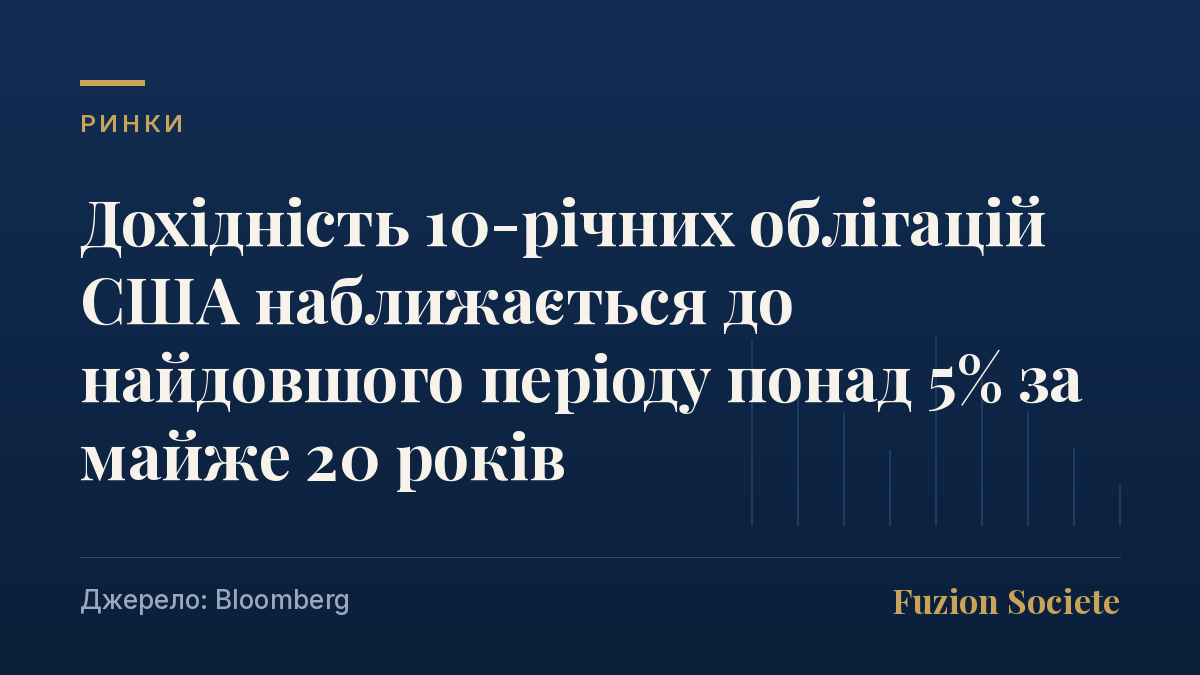 РИНКИ
Дохідність 10-річних облігацій
США наближається до
найдовшого періоду понад 5% за
майже 20 років
Джерело: Bloomberg
Fuzion Societe